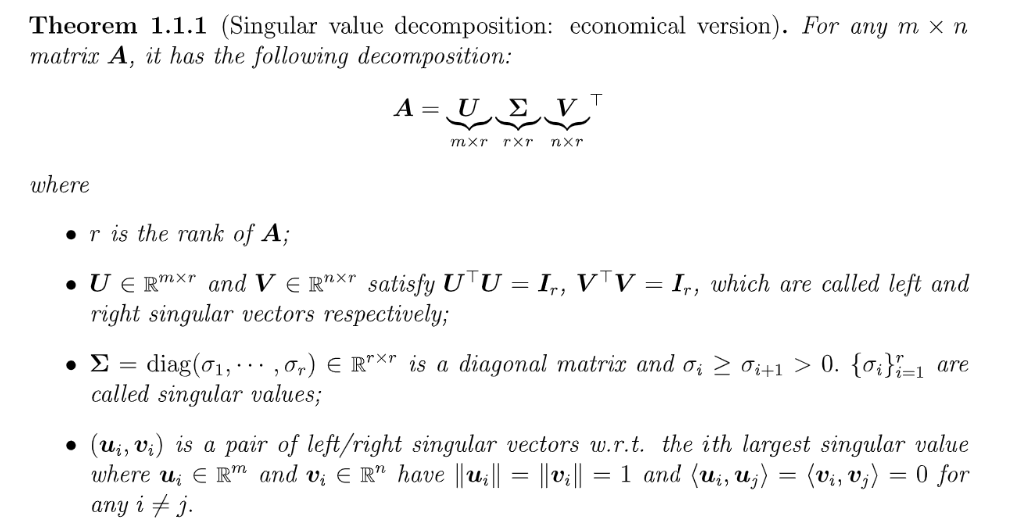 Theorem 1.1.1 (Singular value decomposition: economical version). For any m × n
matrix A, it has the following decomposition:
A = U Σ V ⊤
m×r r×r n×r
where
• r is the rank of A;
• U ∈ ℝ^{m×r} and V ∈ ℝ^{n×r} satisfy U^⊤U = I_r, V^⊤V = I_r, which are called left and
right singular vectors respectively;
• Σ = diag(σ_1, ··· , σ_r) ∈ ℝ^{r×r} is a diagonal matrix and σ_i ≥ σ_{i+1} > 0. {σ_i}_{i=1}^r are
called singular values;
• (u_i, v_i) is a pair of left/right singular vectors w.r.t. the ith largest singular value
where u_i ∈ ℝ^m and v_i ∈ ℝ^n have ‖u_i‖ = ‖v_i‖ = 1 and ⟨u_i, u_j⟩ = ⟨v_i, v_j⟩ = 0 for
any i ≠ j.